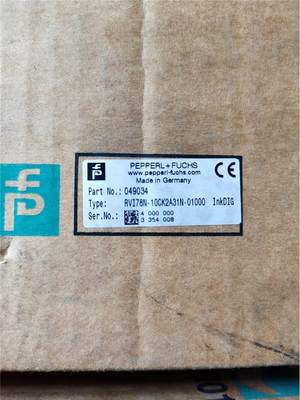 PEPPERL+FUCHS
www.pepperl-fuchs.com
Made in Germany
CE
Part No.: 049034
Type: RVI78N-10CK2A31N-01000 InkDIG
Ser.No.: 4 000 000
3 354 008